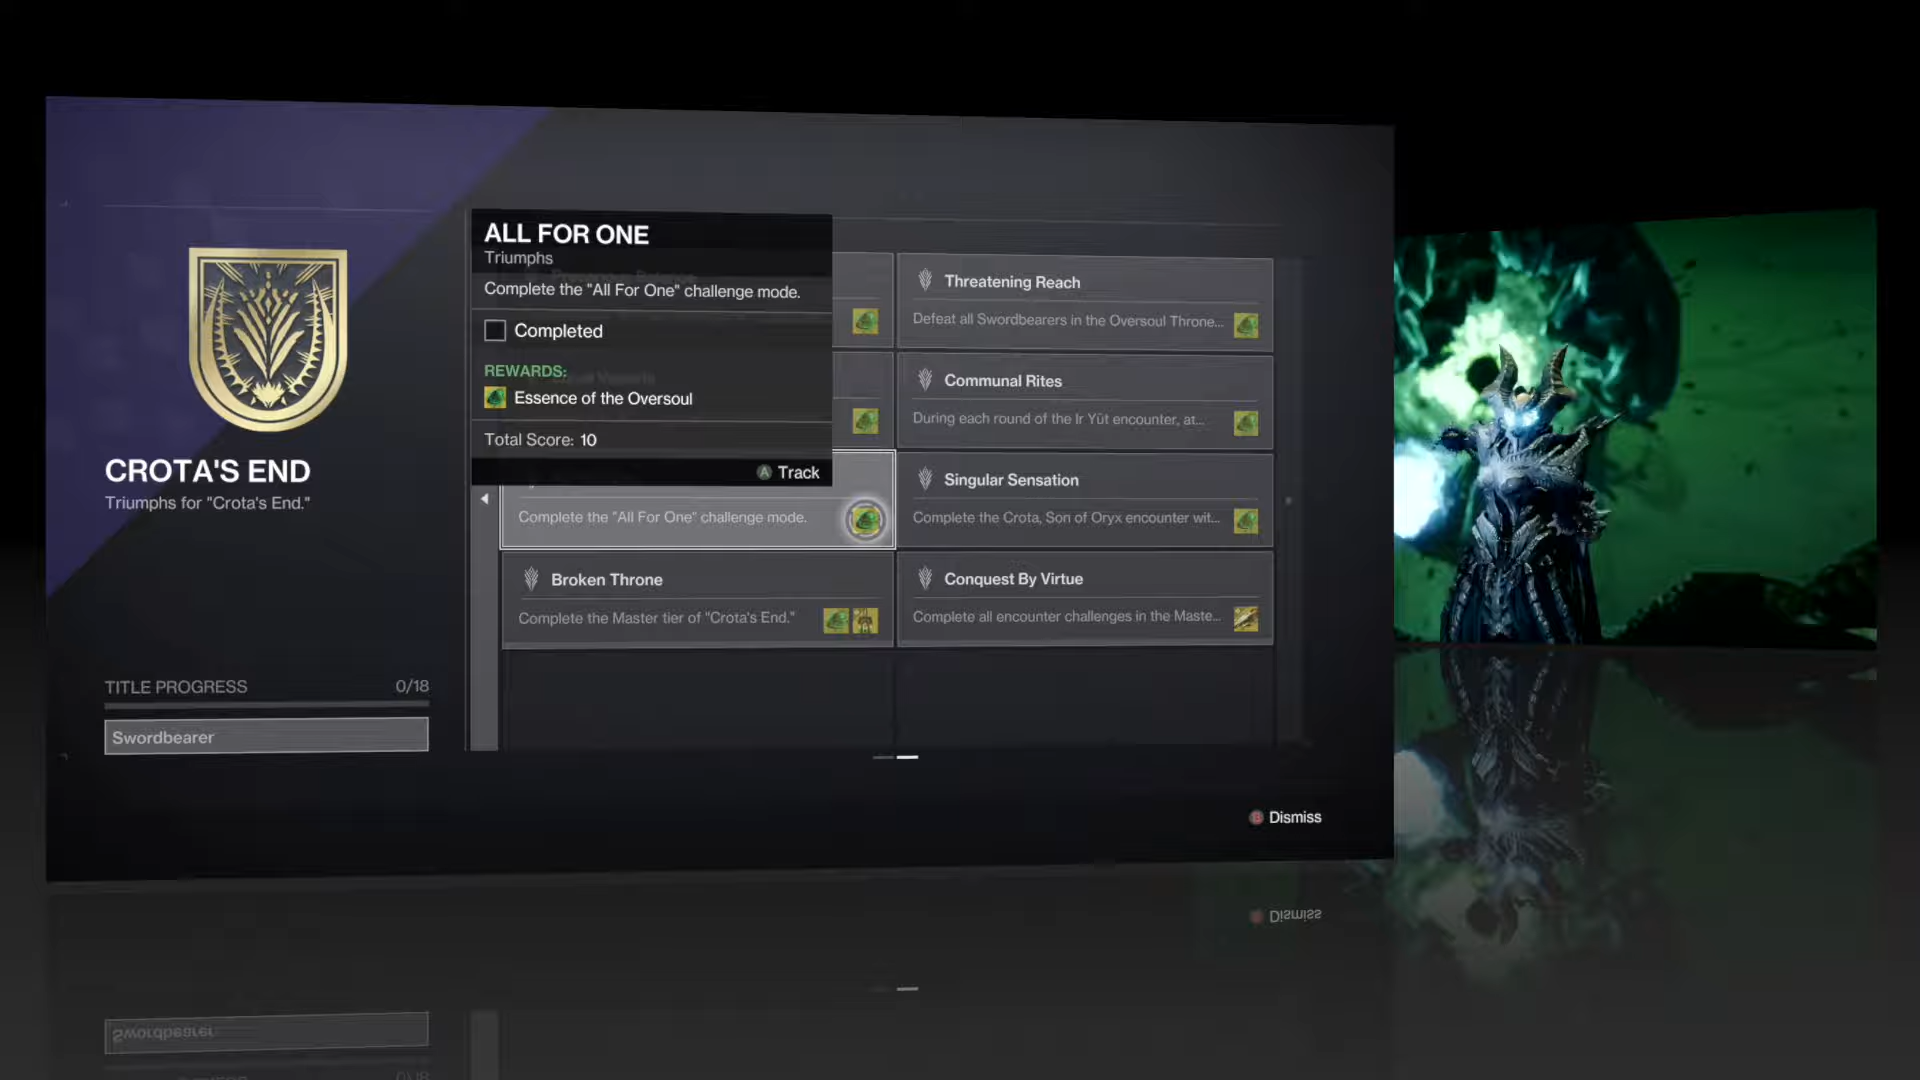 CROTA'S END
Triumphs for "Crota's End."
TITLE PROGRESS
0/18
Swordbearer
ALL FOR ONE
Triumphs
Complete the "All For One" challenge mode.
Completed
REWARDS:
Essence of the Oversoul
Total Score: 10
A Track
Complete the "All For One" challenge mode.
Broken Throne
Complete the Master tier of "Crota's End."
Threatening Reach
Defeat all Swordbearers in the Oversoul Throne...
Communal Rites
During each round of the Ir Yût encounter, at...
Singular Sensation
Complete the Crota, Son of Oryx encounter wit...
Conquest By Virtue
Complete all encounter challenges in the Maste...
B Dismiss
Dismiss
Swordbearer
0/18